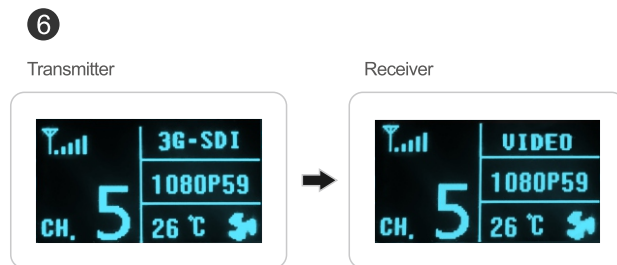 6
Transmitter
Receiver
3G-SDI
1080P59
CH. 5
26 ℃
VIDEO
1080P59
CH. 5
26 ℃